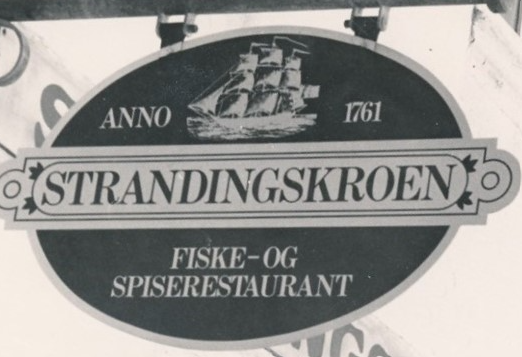 ANNO 1761
STRANDINGSKROEN
FISKE-OG
SPISERESTAURANT